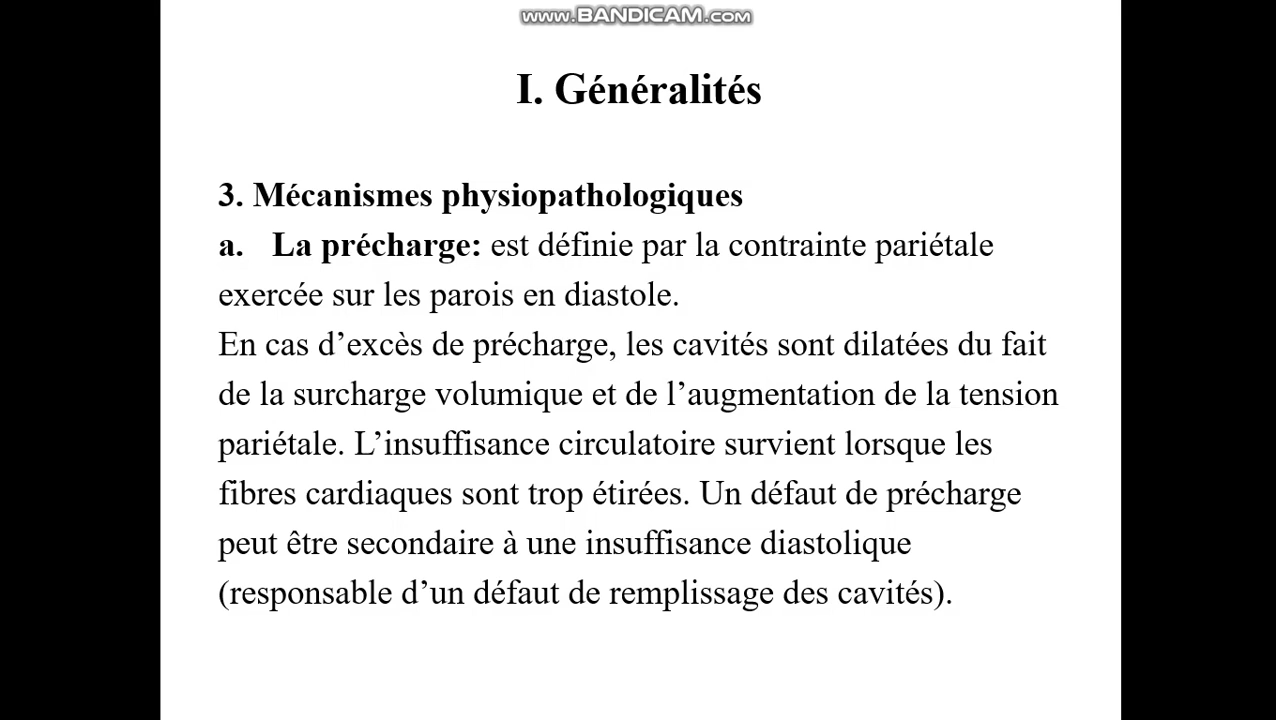 www.BANDICAM.com
I. Généralités
3. Mécanismes physiopathologiques
a. La précharge: est définie par la contrainte pariétale
exercée sur les parois en diastole.
En cas d’excès de précharge, les cavités sont dilatées du fait
de la surcharge volumique et de l’augmentation de la tension
pariétale. L’insuffisance circulatoire survient lorsque les
fibres cardiaques sont trop étirées. Un défaut de précharge
peut être secondaire à une insuffisance diastolique
(responsable d’un défaut de remplissage des cavités).